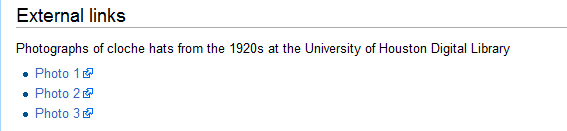 External links
Photographs of cloche hats from the 1920s at the University of Houston Digital Library
Photo 1
Photo 2
Photo 3